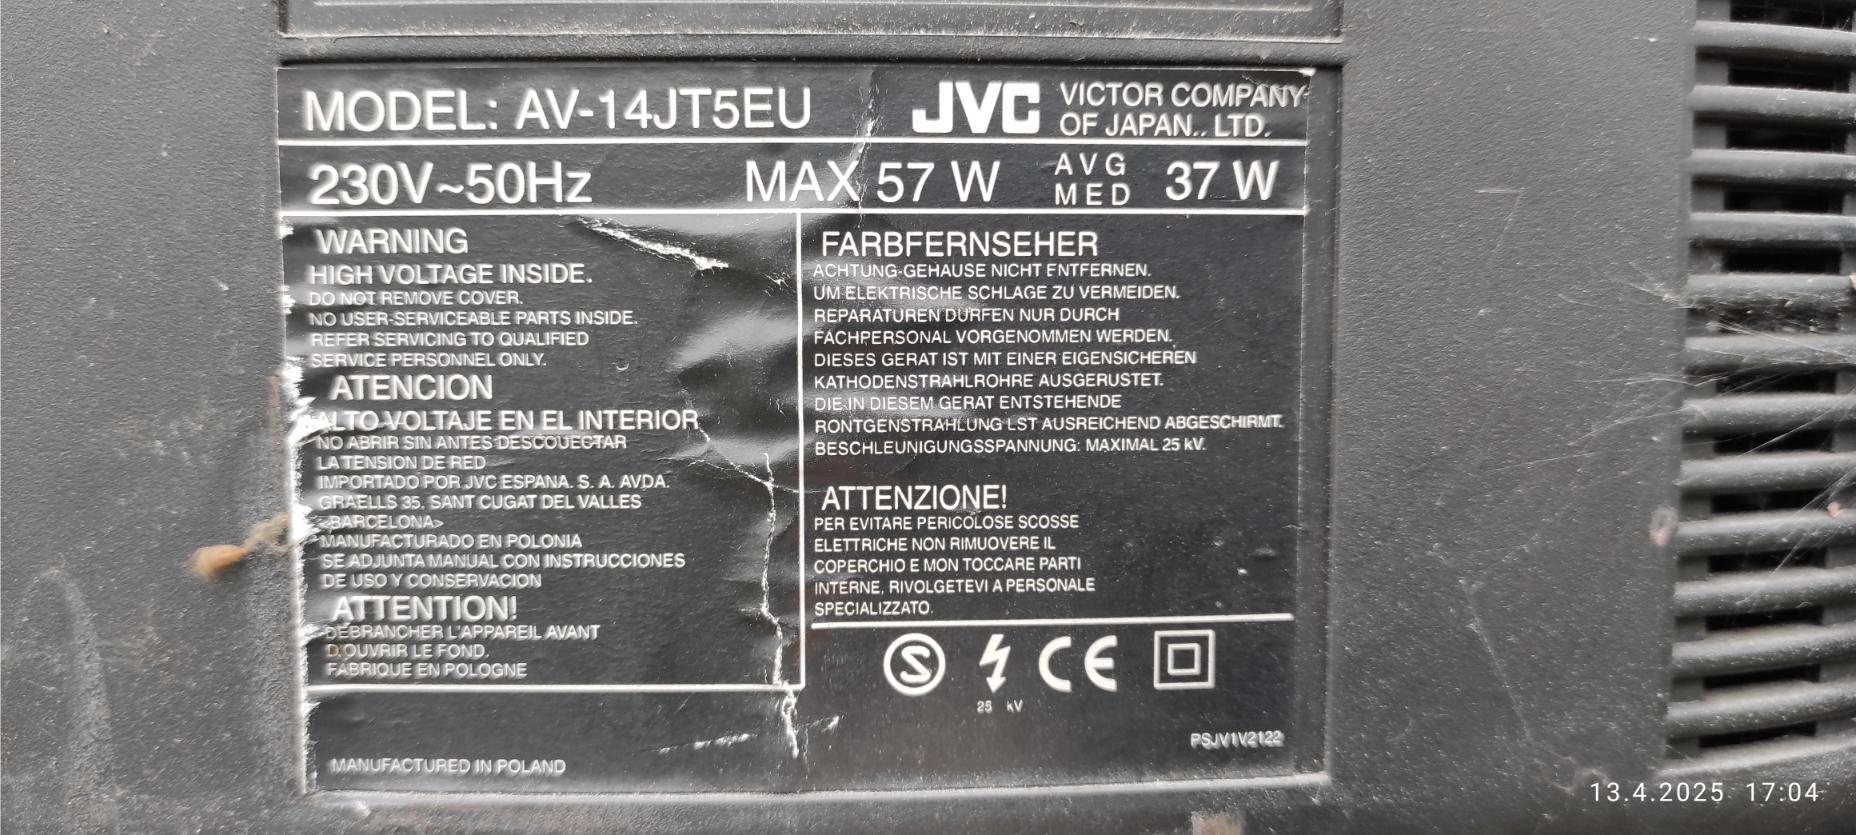 MODEL: AV-14JT5EU
JVC
VICTOR COMPANY
OF JAPAN.. LTD.
230V~50Hz
MAX 57 W
AVG
MED
37 W
WARNING
HIGH VOLTAGE INSIDE.
DO NOT REMOVE COVER.
NO USER-SERVICEABLE PARTS INSIDE.
REFER SERVICING TO QUALIFIED
SERVICE PERSONNEL ONLY.
ATENCION
ALTO VOLTAJE EN EL INTERIOR
NO ABRIR SIN ANTES DESCOUECTAR
LA TENSION DE RED
IMPORTADO POR JVC ESPANA. S. A. AVDA.
GRAELLS 35. SANT CUGAT DEL VALLES
<BARCELONA>
MANUFACTURADO EN POLONIA
SE ADJUNTA MANUAL CON INSTRUCCIONES
DE USO Y CONSERVACION
ATTENTION!
DEBRANCHER L'APPAREIL AVANT
D'OUVRIR LE FOND.
FABRIQUE EN POLOGNE
MANUFACTURED IN POLAND
FARBFERNSEHER
ACHTUNG-GEHAUSE NICHT ENTFERNEN.
UM ELEKTRISCHE SCHLAGE ZU VERMEIDEN.
REPARATUREN DURFEN NUR DURCH
FACHPERSONAL VORGENOMMEN WERDEN.
DIESES GERAT IST MIT EINER EIGENSICHEREN
KATHODENSTRAHLROHRE AUSGERUSTET.
DIE IN DIESEM GERAT ENTSTEHENDE
RONTGENSTRAHLUNG LST AUSREICHEND ABGESCHIRMT.
BESCHLEUNIGUNGSSPANNUNG: MAXIMAL 25 kV.
ATTENZIONE!
PER EVITARE PERICOLOSE SCOSSE
ELETTRICHE NON RIMUOVERE IL
COPERCHIO E MON TOCCARE PARTI
INTERNE, RIVOLGETEVI A PERSONALE
SPECIALIZZATO.
S
CE
25 kV
PSJV1V2122
13.4.2025 17:04